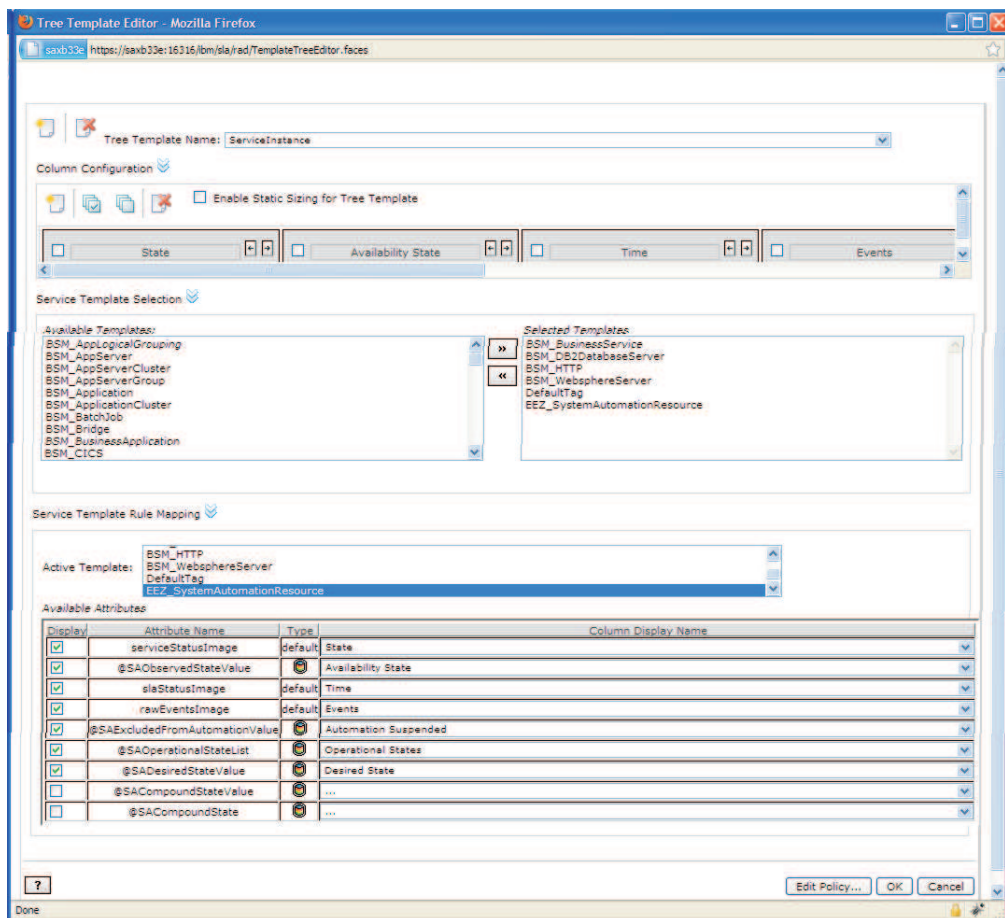 Tree Template Editor - Mozilla Firefox
saxb33e https://saxb33e:16316/ibm/sla/rad/TemplateTreeEditor.faces
Tree Template Name: ServiceInstance
Column Configuration
Enable Static Sizing for Tree Template
State Availability State Time Events
Service Template Selection
Available Templates:
BSM_AppLogicalGrouping
BSM_AppServer
BSM_AppServerCluster
BSM_AppServerGroup
BSM_Application
BSM_ApplicationCluster
BSM_BatchJob
BSM_Bridge
BSM_BusinessApplication
BSM_CICS
»
«
Selected Templates
BSM_BusinessService
BSM_DB2DatabaseServer
BSM_HTTP
BSM_WebsphereServer
DefaultTag
EEZ_SystemAutomationResource
Service Template Rule Mapping
Active Template:
BSM_HTTP
BSM_WebsphereServer
DefaultTag
EEZ_SystemAutomationResource
Available Attributes
Display Attribute Name Type Column Display Name
serviceStatusImage default State
@SAObservedStateValue Availability State
slaStatusImage default Time
rawEventsImage default Events
@SAExcludedFromAutomationValue Automation Suspended
@SAOperationalStateList Operational States
@SADesiredStateValue Desired State
@SACompoundStateValue ...
@SACompoundState ...
? Edit Policy... OK Cancel
Done